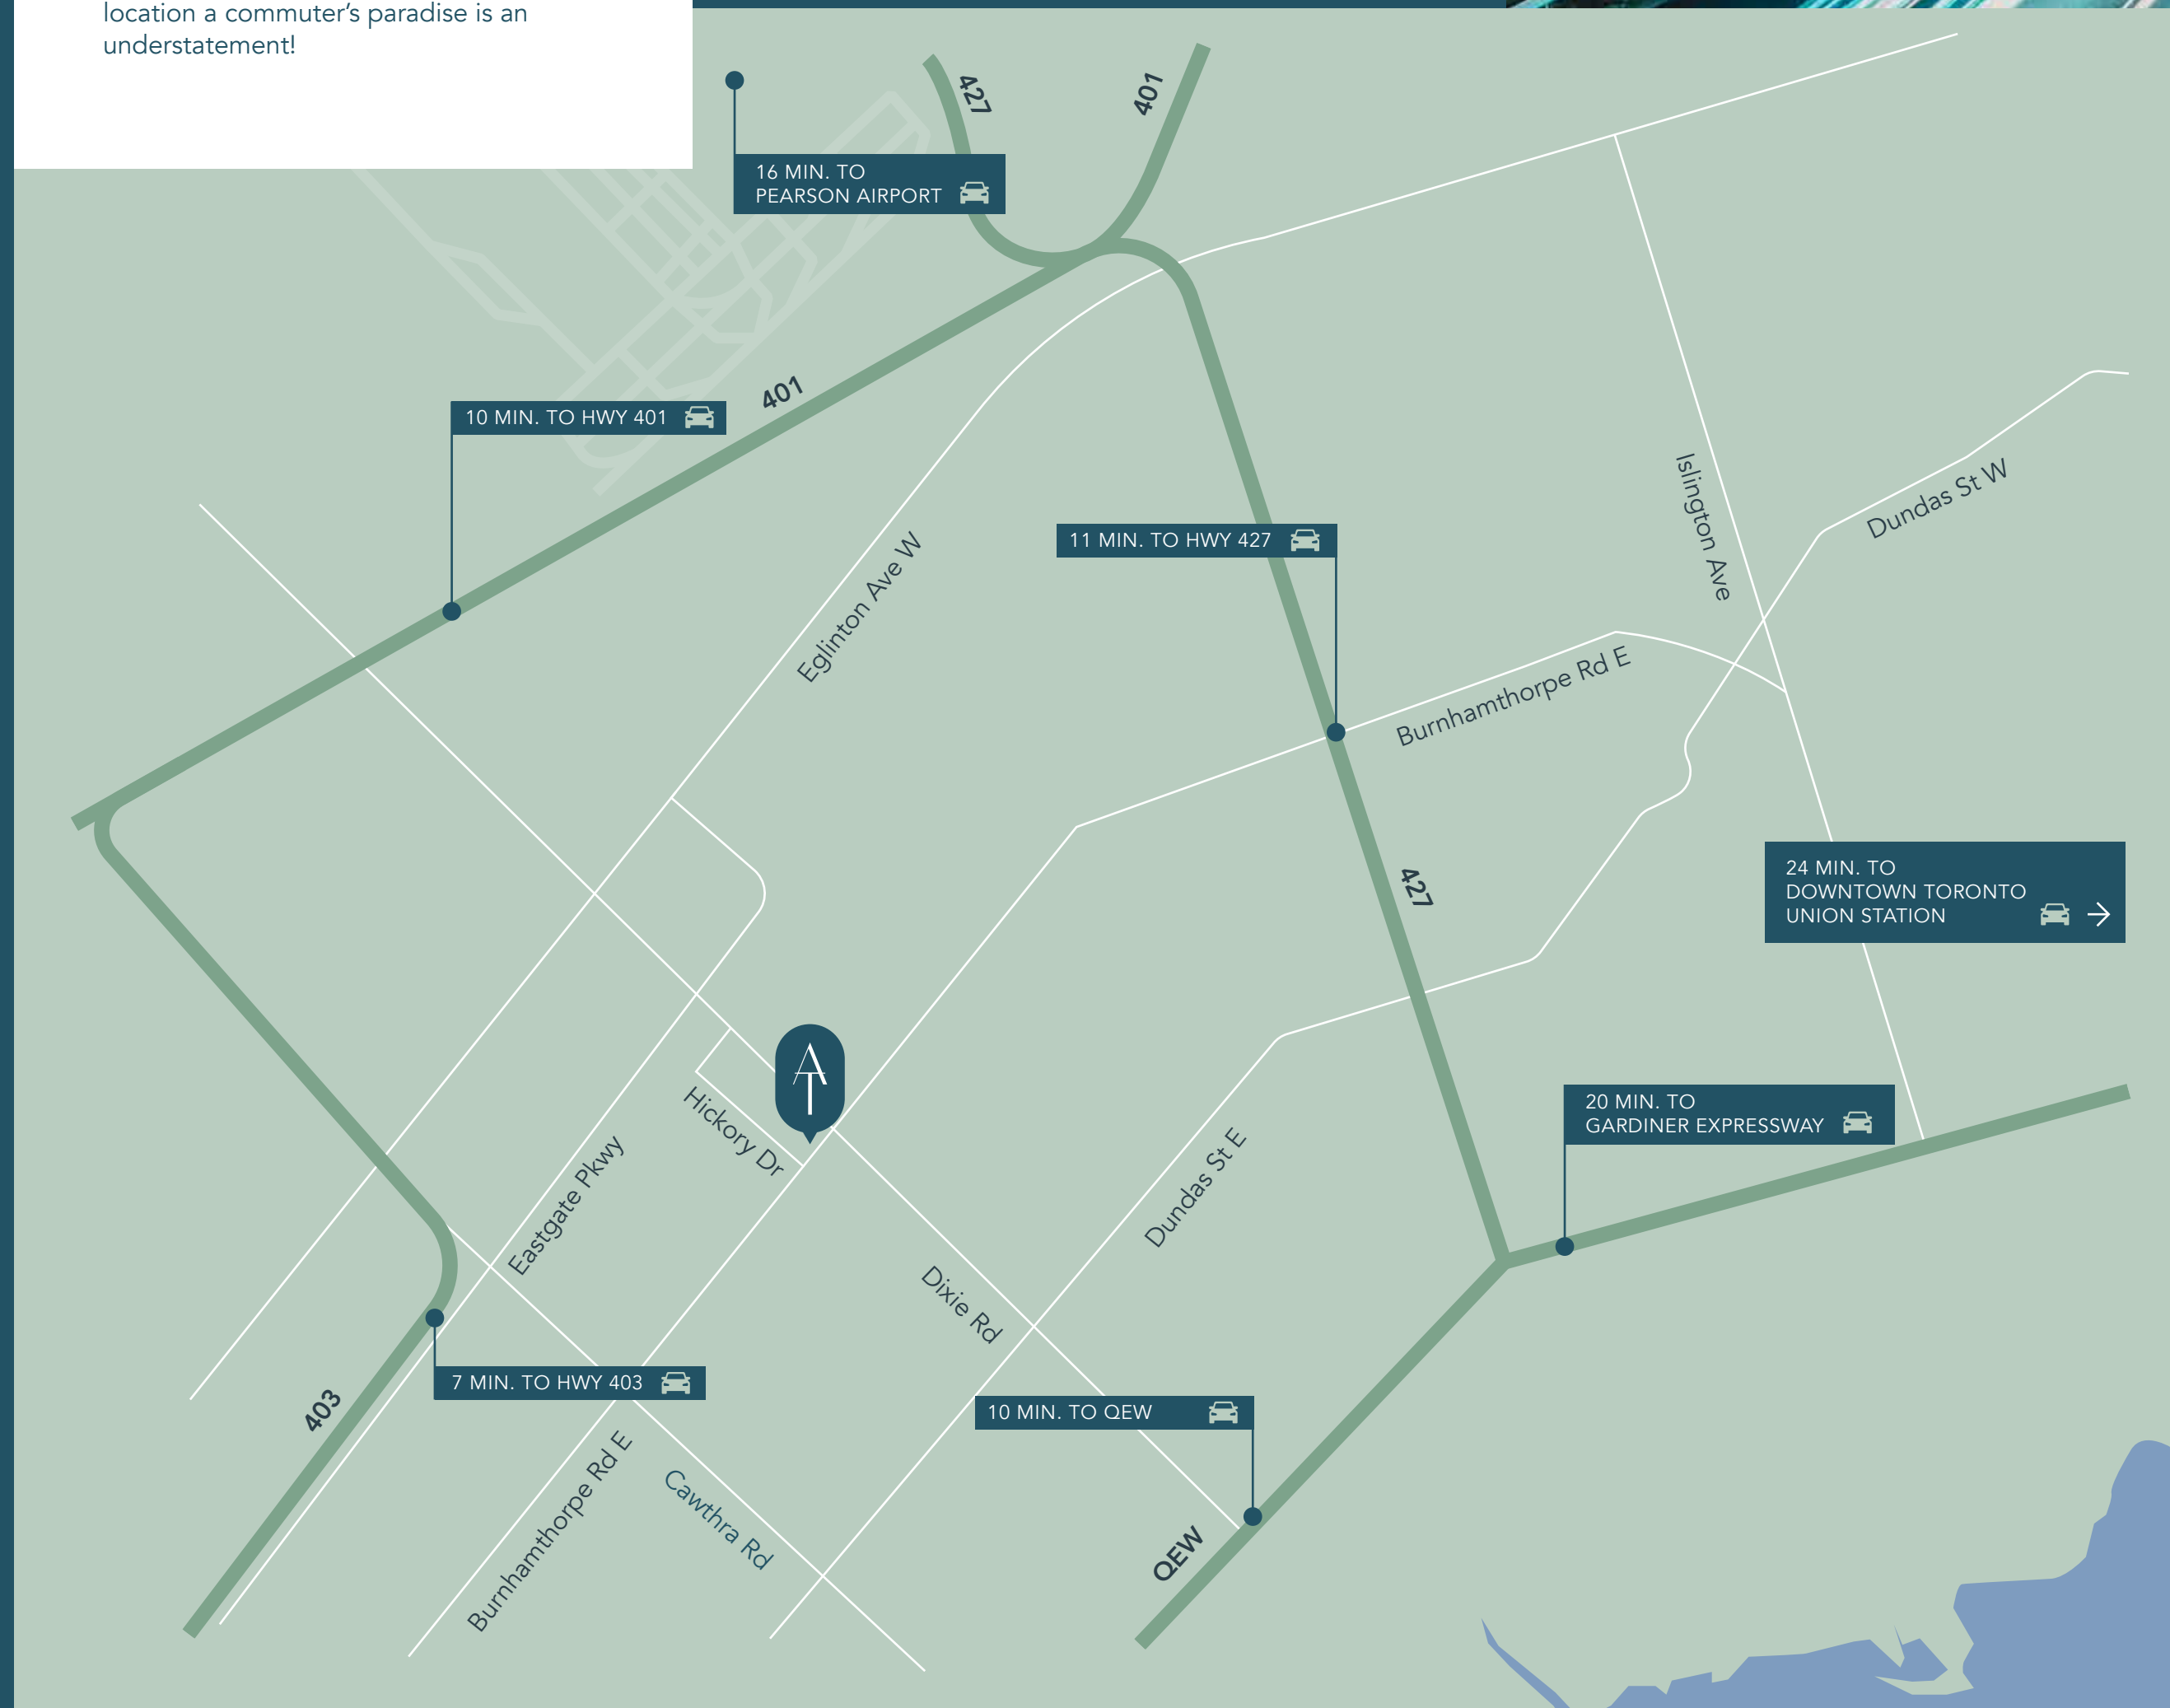 location a commuter's paradise is an
understatement!
427
401
16 MIN. TO
PEARSON AIRPORT
401
10 MIN. TO HWY 401
Eglinton Ave W
11 MIN. TO HWY 427
Islington Ave
Dundas St W
Burnhamthorpe Rd E
427
24 MIN. TO
DOWNTOWN TORONTO
UNION STATION
AT
Hickory Dr
Eastgate Pkwy
Dundas St E
20 MIN. TO
GARDINER EXPRESSWAY
Dixie Rd
7 MIN. TO HWY 403
403
10 MIN. TO QEW
Burnhamthorpe Rd E
Cawthra Rd
QEW